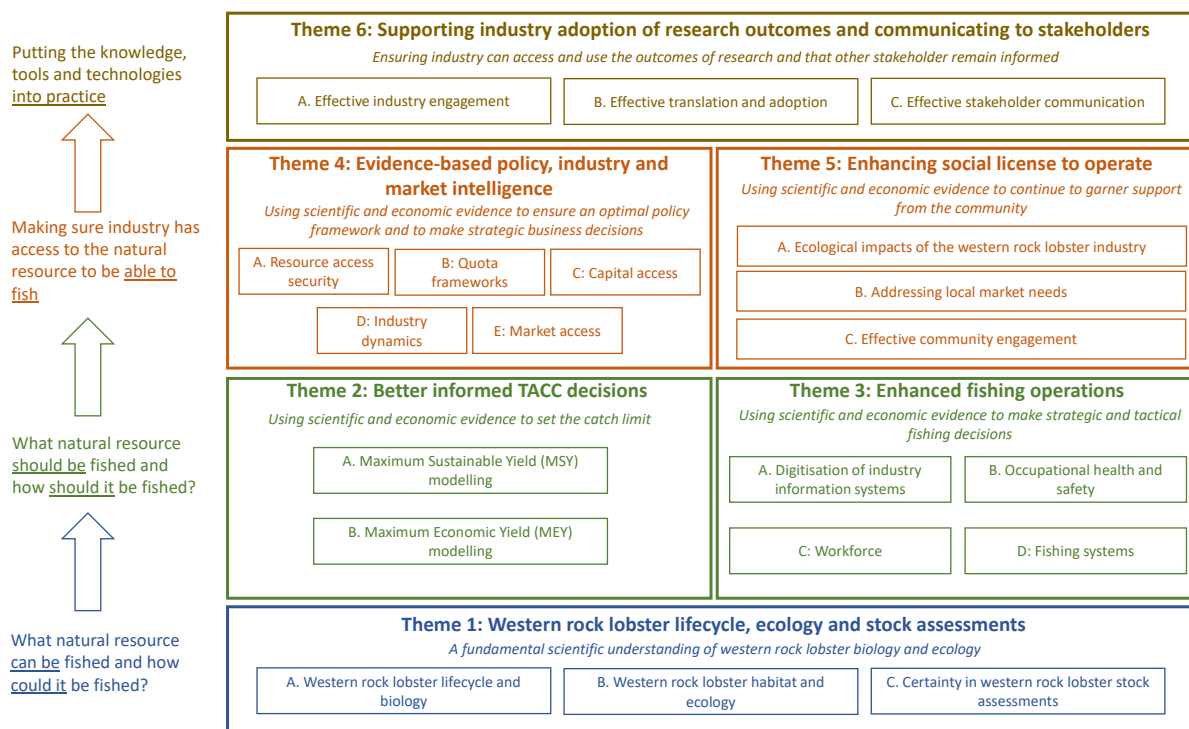 Theme 6: Supporting industry adoption of research outcomes and communicating to stakeholders
Ensuring industry can access and use the outcomes of research and that other stakeholder remain informed
A. Effective industry engagement
B. Effective translation and adoption
C. Effective stakeholder communication
Putting the knowledge,
tools and technologies
into practice
Theme 4: Evidence-based policy, industry and
market intelligence
Using scientific and economic evidence to ensure an optimal policy
framework and to make strategic business decisions
A. Resource access
security
B: Quota
frameworks
C: Capital access
D: Industry
dynamics
E: Market access
Theme 5: Enhancing social license to operate
Using scientific and economic evidence to continue to garner support
from the community
A. Ecological impacts of the western rock lobster industry
B. Addressing local market needs
C. Effective community engagement
Making sure industry has
access to the natural
resource to be able to
fish
Theme 2: Better informed TACC decisions
Using scientific and economic evidence to set the catch limit
A. Maximum Sustainable Yield (MSY)
modelling
B. Maximum Economic Yield (MEY)
modelling
Theme 3: Enhanced fishing operations
Using scientific and economic evidence to make strategic and tactical
fishing decisions
A. Digitisation of industry
information systems
B. Occupational health and
safety
C: Workforce
D: Fishing systems
What natural resource
should be fished and
how should it be fished?
Theme 1: Western rock lobster lifecycle, ecology and stock assessments
A fundamental scientific understanding of western rock lobster biology and ecology
A. Western rock lobster lifecycle and
biology
B. Western rock lobster habitat and
ecology
C. Certainty in western rock lobster stock
assessments
What natural resource
can be fished and how
could it be fished?